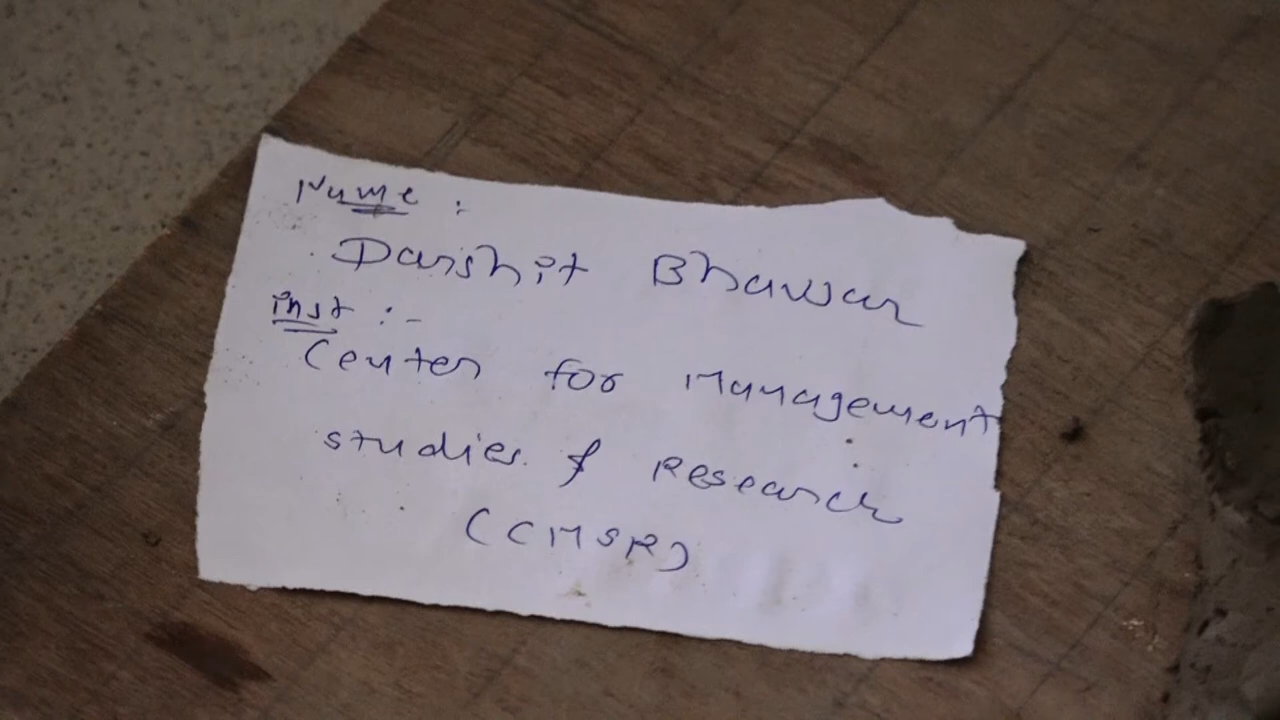 Name :
Darshit Bhawar
inst :-
Center for Management
studies & Research
(CMSR)